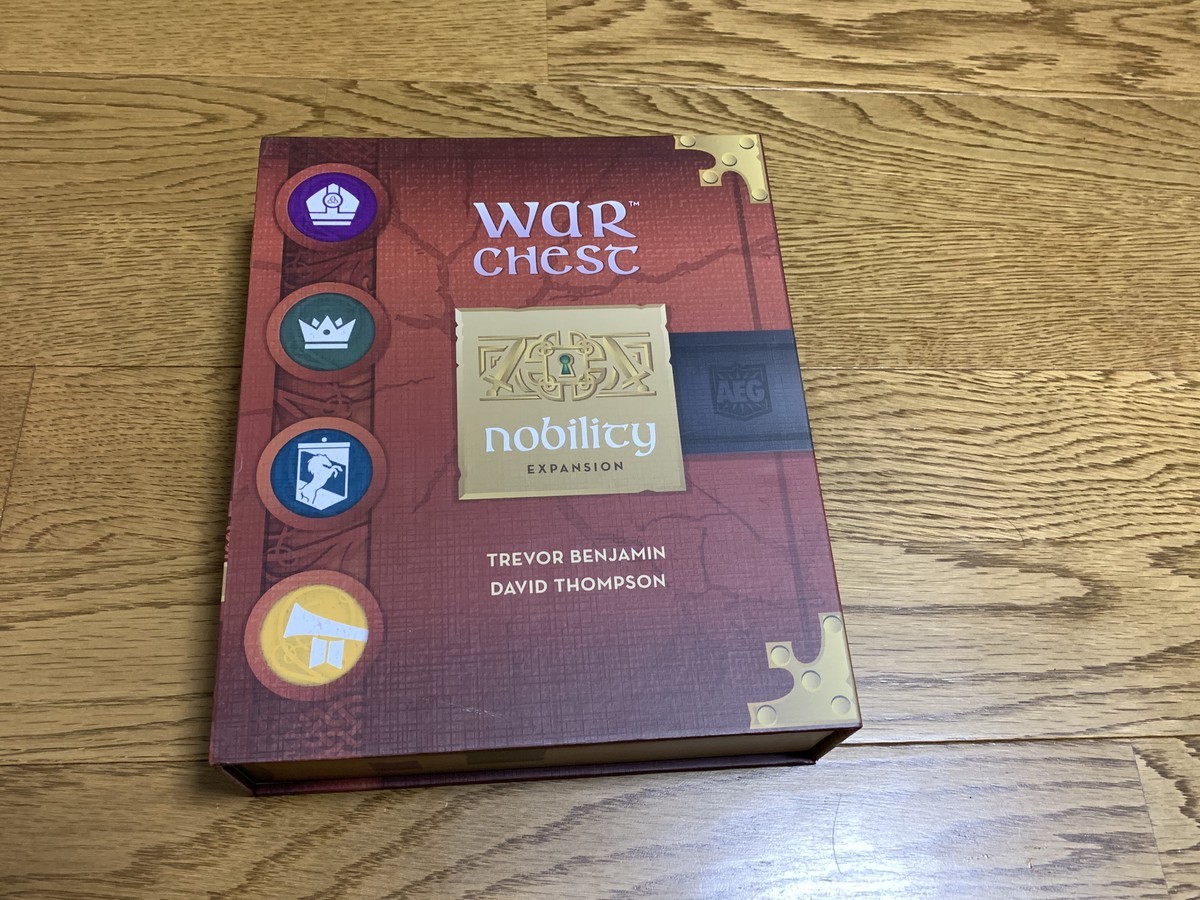 WAR™
CHEST
AEG
nobility
EXPANSION
TREVOR BENJAMIN
DAVID THOMPSON